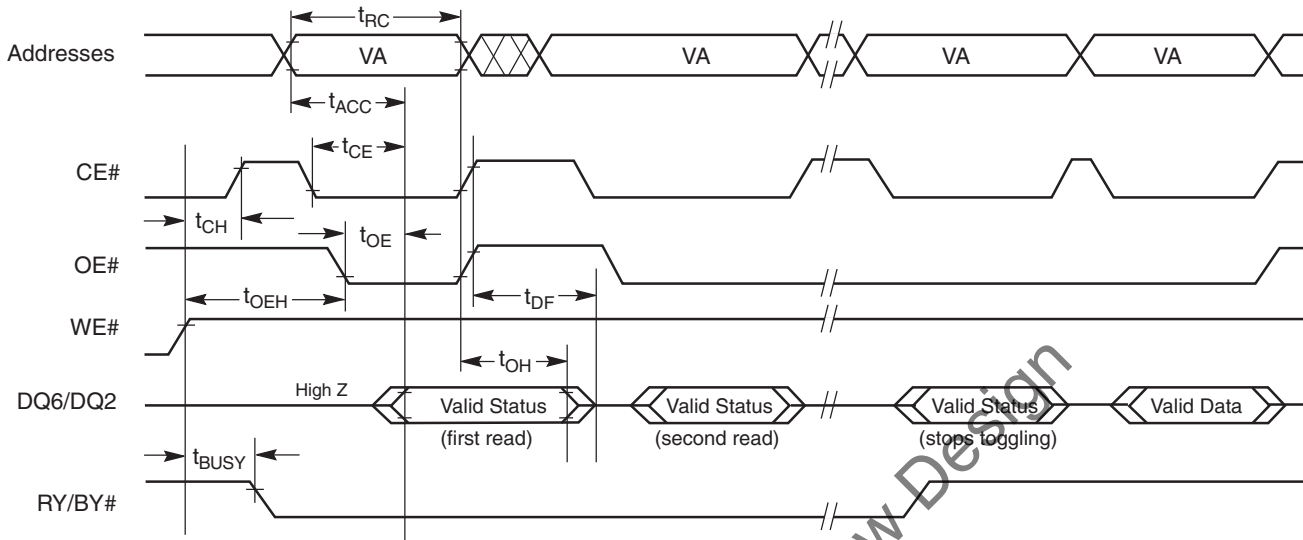 tRC
Addresses VA VA VA VA
tACC
tCE
CE#
tCH tOE
OE#
tOEH tDF
WE#
tOH
DQ6/DQ2 High Z Valid Status Valid Status Valid Status Valid Data
(first read) (second read) (stops toggling)
tBUSY
RY/BY#
w Design